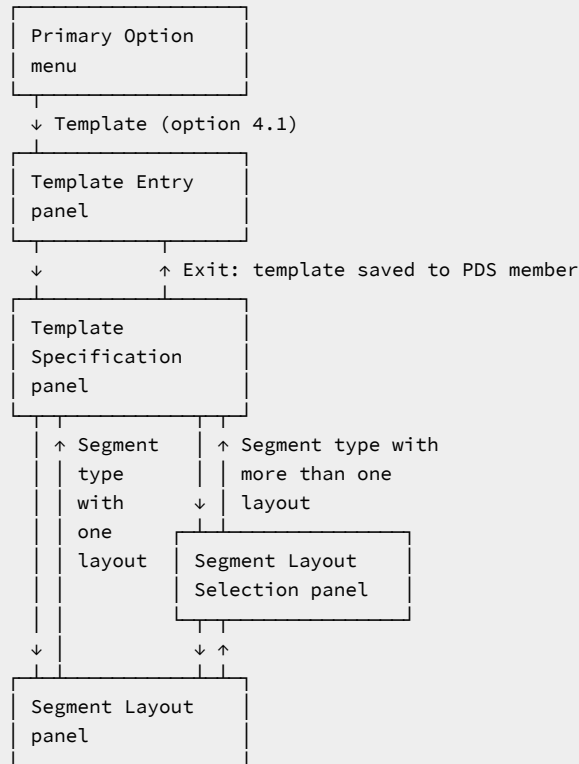 Primary Option
menu
↓ Template (option 4.1)
Template Entry
panel
↓ ↑ Exit: template saved to PDS member
Template
Specification
panel
↑ Segment ↑ Segment type with
type more than one
with ↓ layout
one
layout Segment Layout
Selection panel
↓ ↓ ↑
Segment Layout
panel